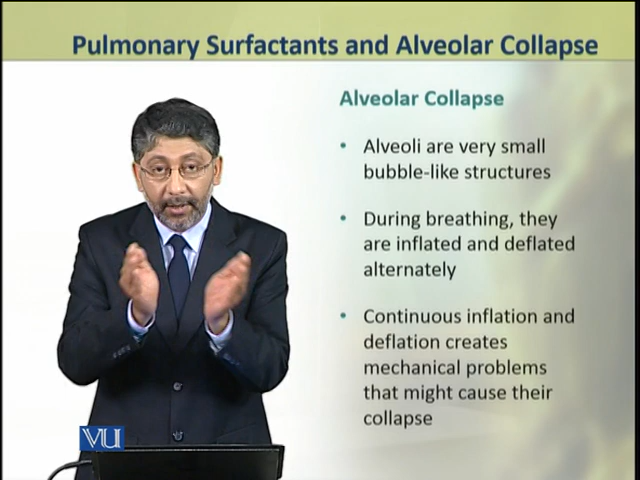 Pulmonary Surfactants and Alveolar Collapse
Alveolar Collapse
• Alveoli are very small
bubble-like structures
• During breathing, they
are inflated and deflated
alternately
• Continuous inflation and
deflation creates
mechanical problems
that might cause their
collapse
VU